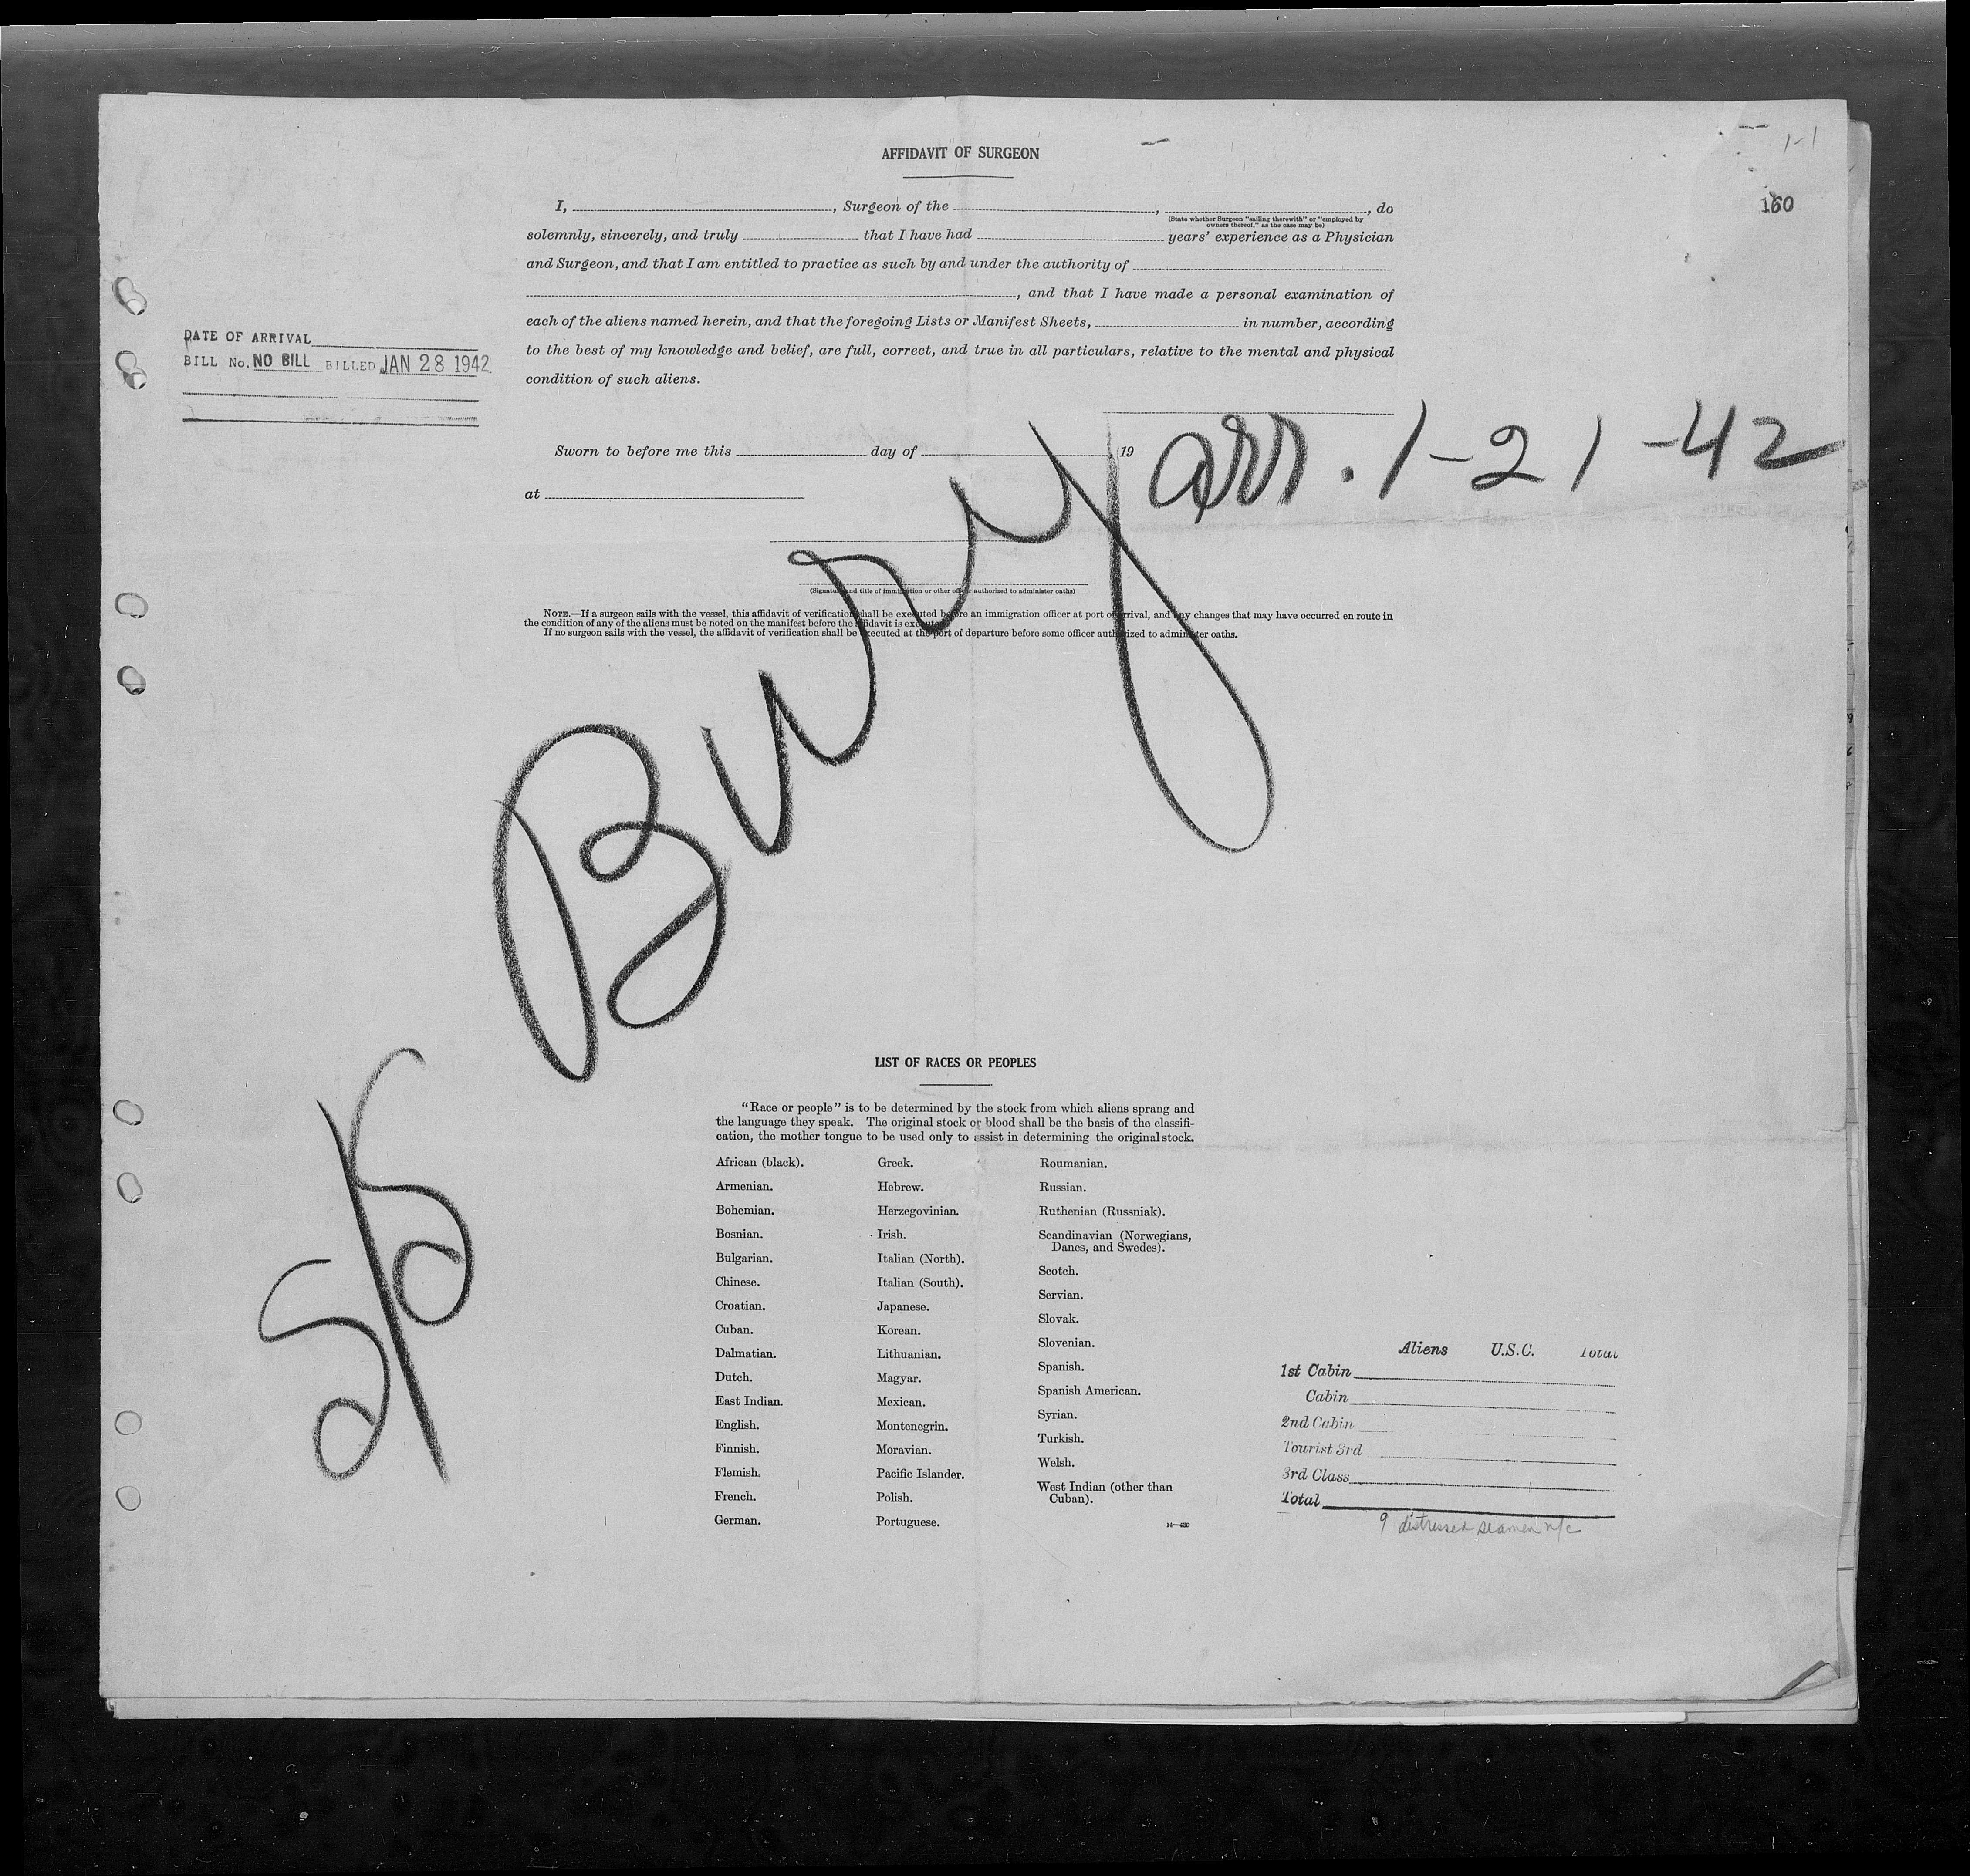 AFFIDAVIT OF SURGEON
1-1
160
I, , Surgeon of the , , do
(State whether Surgeon "sailing therewith" or "employed by
owners thereof," as the case may be)
solemnly, sincerely, and truly that I have had years' experience as a Physician
and Surgeon, and that I am entitled to practice as such by and under the authority of
, and that I have made a personal examination of
each of the aliens named herein, and that the foregoing Lists or Manifest Sheets, in number, according
to the best of my knowledge and belief, are full, correct, and true in all particulars, relative to the mental and physical
condition of such aliens.
DATE OF ARRIVAL
BILL No. NO BILL BILLED JAN 28 1942
Sworn to before me this day of 19
arr. 1-21-42
at
(Signature and title of immigration or other officer authorized to administer oaths)
NOTE.—If a surgeon sails with the vessel, this affidavit of verification shall be executed before an immigration officer at port of arrival, and any changes that may have occurred en route in
the condition of any of the aliens must be noted on the manifest before the affidavit is executed.
If no surgeon sails with the vessel, the affidavit of verification shall be executed at the port of departure before some officer authorized to administer oaths.
S/S Bury
LIST OF RACES OR PEOPLES
"Race or people" is to be determined by the stock from which aliens sprang and
the language they speak. The original stock or blood shall be the basis of the classifi-
cation, the mother tongue to be used only to assist in determining the original stock.
African (black).
Armenian.
Bohemian.
Bosnian.
Bulgarian.
Chinese.
Croatian.
Cuban.
Dalmatian.
Dutch.
East Indian.
English.
Finnish.
Flemish.
French.
German.
Greek.
Hebrew.
Herzegovinian.
Irish.
Italian (North).
Italian (South).
Japanese.
Korean.
Lithuanian.
Magyar.
Mexican.
Montenegrin.
Moravian.
Pacific Islander.
Polish.
Portuguese.
Roumanian.
Russian.
Ruthenian (Russniak).
Scandinavian (Norwegians,
Danes, and Swedes).
Scotch.
Servian.
Slovak.
Slovenian.
Spanish.
Spanish American.
Syrian.
Turkish.
Welsh.
West Indian (other than
Cuban).
14—430
Aliens U.S.C. Total
1st Cabin
Cabin
2nd Cabin
Tourist 3rd
3rd Class
Total
9 distressed seamen n/c